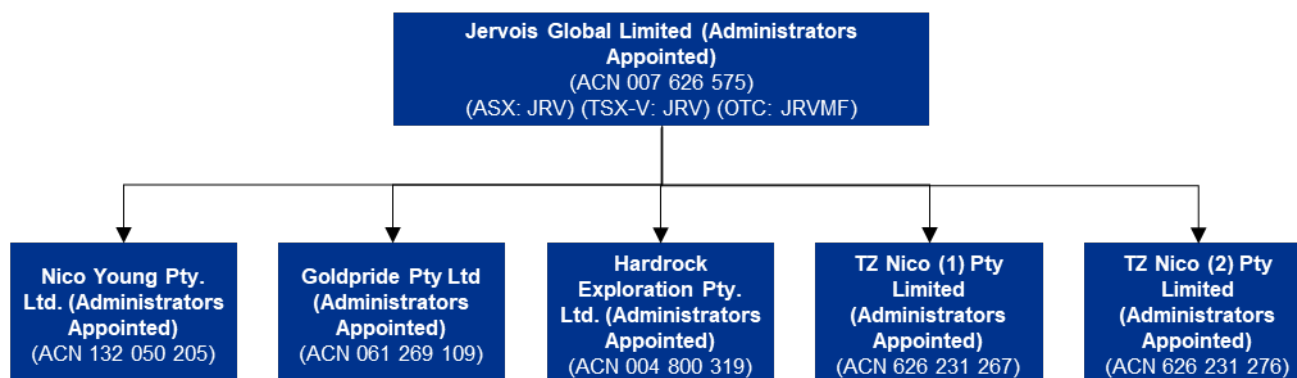 Jervois Global Limited (Administrators
Appointed)
(ACN 007 626 575)
(ASX: JRV) (TSX-V: JRV) (OTC: JRVMF)
Nico Young Pty.
Ltd. (Administrators
Appointed)
(ACN 132 050 205)
Goldpride Pty Ltd
(Administrators
Appointed)
(ACN 061 269 109)
Hardrock
Exploration Pty.
Ltd. (Administrators
Appointed)
(ACN 004 800 319)
TZ Nico (1) Pty
Limited
(Administrators
Appointed)
(ACN 626 231 267)
TZ Nico (2) Pty
Limited
(Administrators
Appointed)
(ACN 626 231 276)